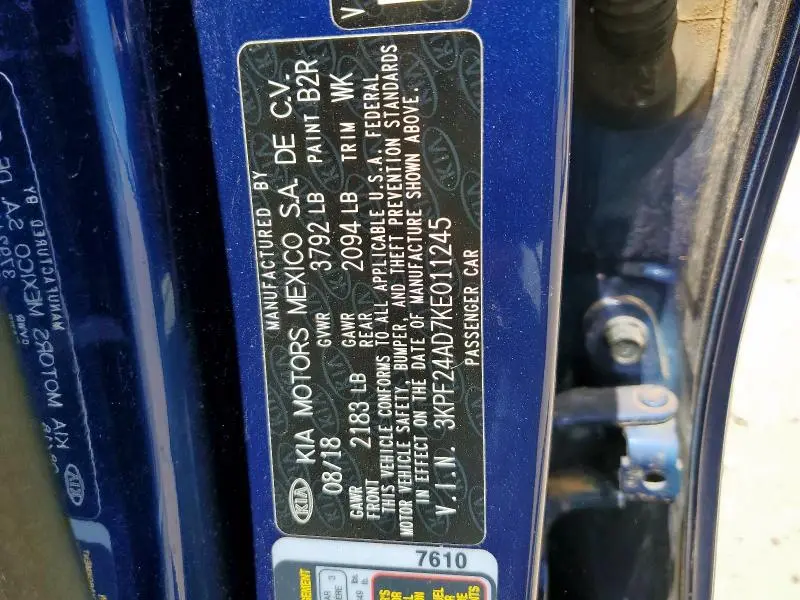 V
MANUFACTURED BY
KIA KIA MOTORS MEXICO S.A. DE C.V.
08/18 GVWR 3792 LB PAINT B2R
GAWR FRONT 2183 LB GAWR REAR 2094 LB TRIM WK
THIS VEHICLE CONFORMS TO ALL APPLICABLE U.S.A. FEDERAL
MOTOR VEHICLE SAFETY, BUMPER, AND THEFT PREVENTION STANDARDS
IN EFFECT ON THE DATE OF MANUFACTURE SHOWN ABOVE.
V.I.N. 3KPF24AD7KE011245
PASSENGER CAR
7610